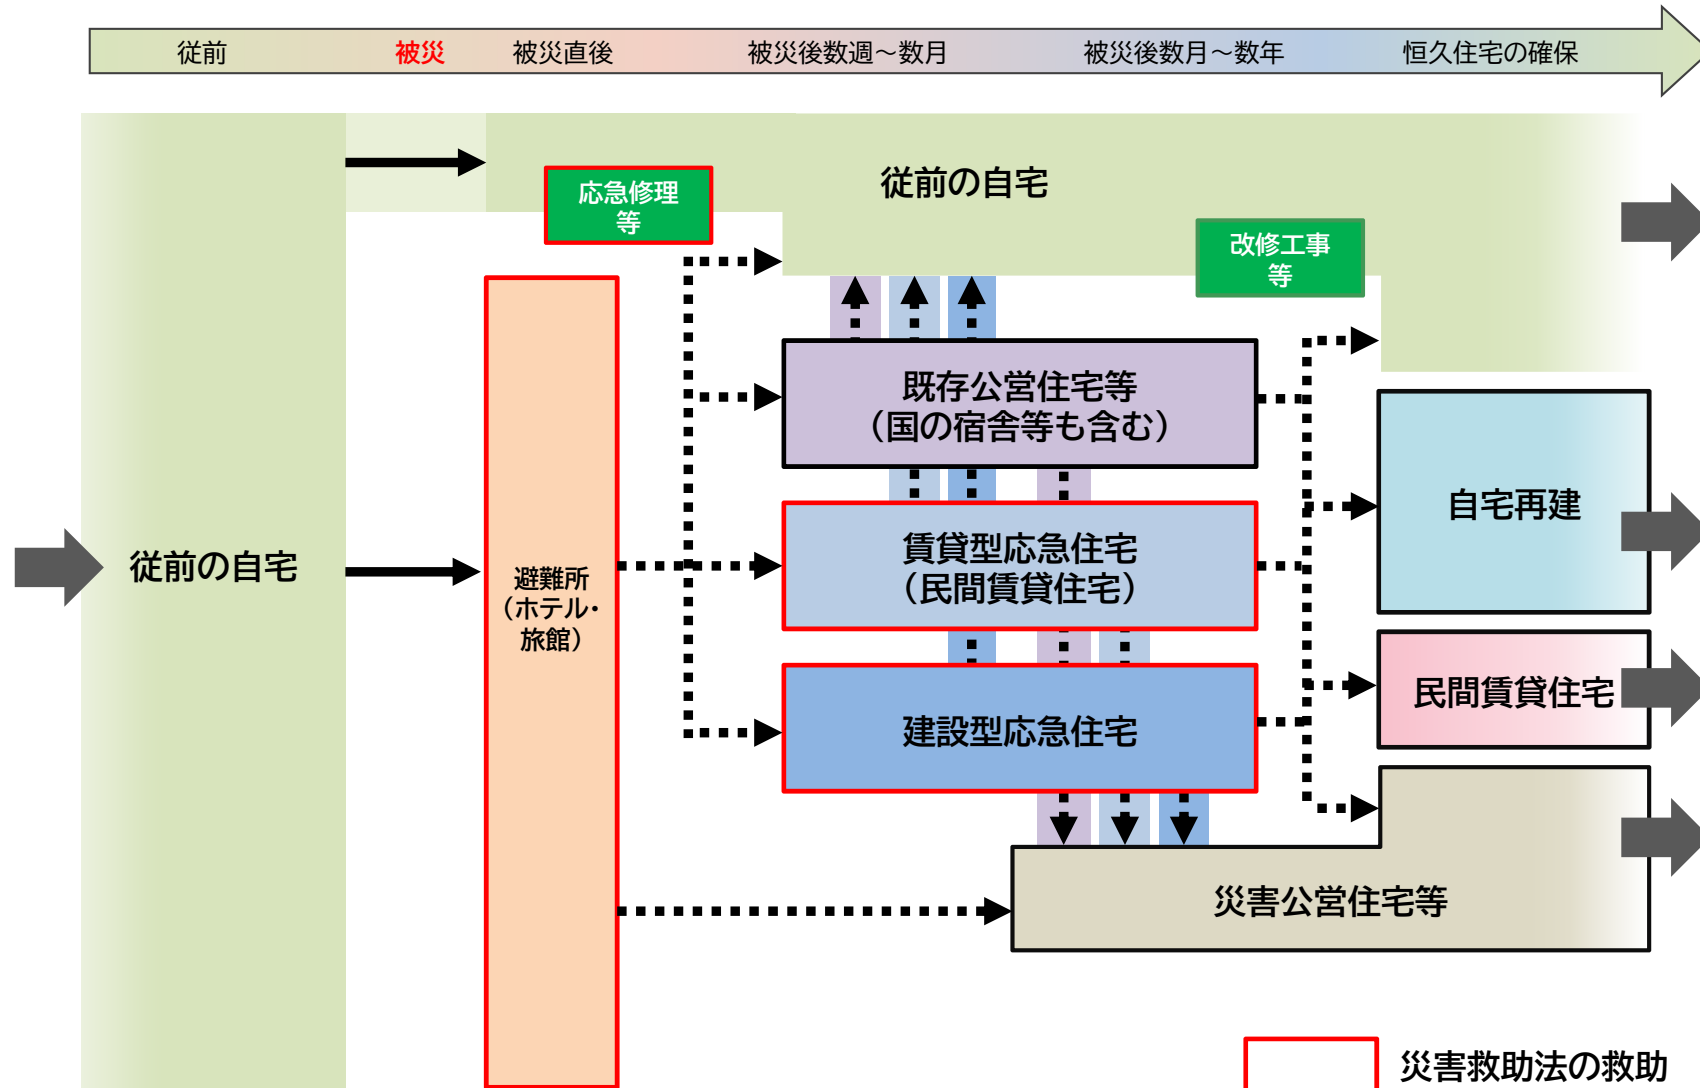 従前
被災
被災直後
被災後数週～数月
被災後数月～数年
恒久住宅の確保
従前の自宅
応急修理
等
改修工事
等
既存公営住宅等
（国の宿舎等も含む）
自宅再建
賃貸型応急住宅
（民間賃貸住宅）
従前の自宅
避難所
（ホテル・
旅館）
民間賃貸住宅
建設型応急住宅
災害公営住宅等
災害救助法の救助